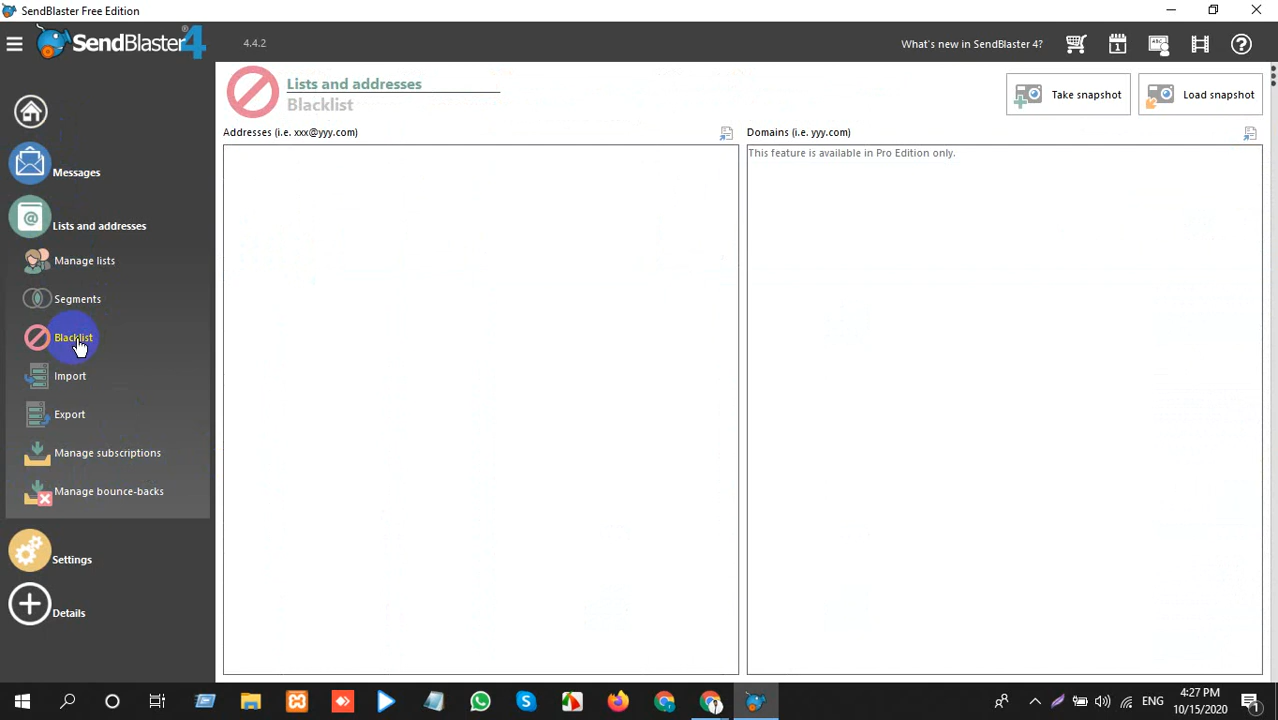 SendBlaster Free Edition
SendBlaster 4
4.4.2
What's new in SendBlaster 4?
Lists and addresses
Blacklist
Take snapshot
Load snapshot
Addresses (i.e. xxx@yyy.com)
Domains (i.e. yyy.com)
This feature is available in Pro Edition only.
Messages
Lists and addresses
Manage lists
Segments
Blacklist
Import
Export
Manage subscriptions
Manage bounce-backs
Settings
Details
ENG
4:27 PM
10/15/2020